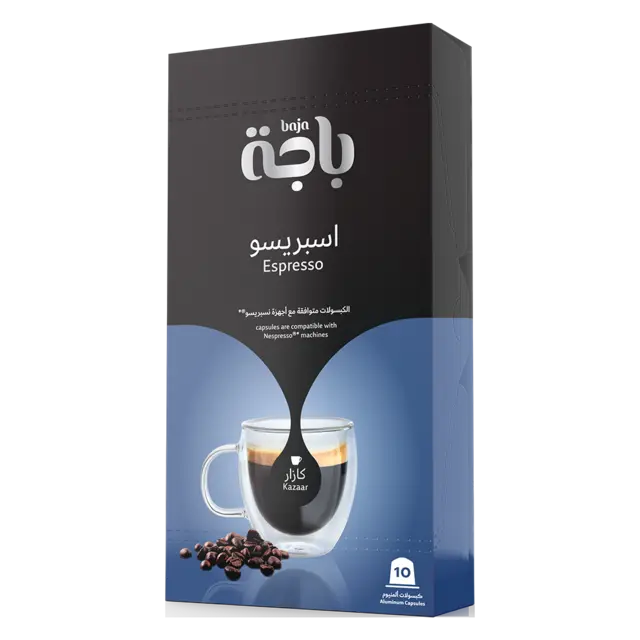 baja
باجة
اسبريسو
Espresso
الكبسولات متوافقة مع أجهزة نسبريسو®*
capsules are compatible with
Nespresso®* machines
كازار
Kazaar
10
كبسولات ألمنيوم
Aluminum Capsules